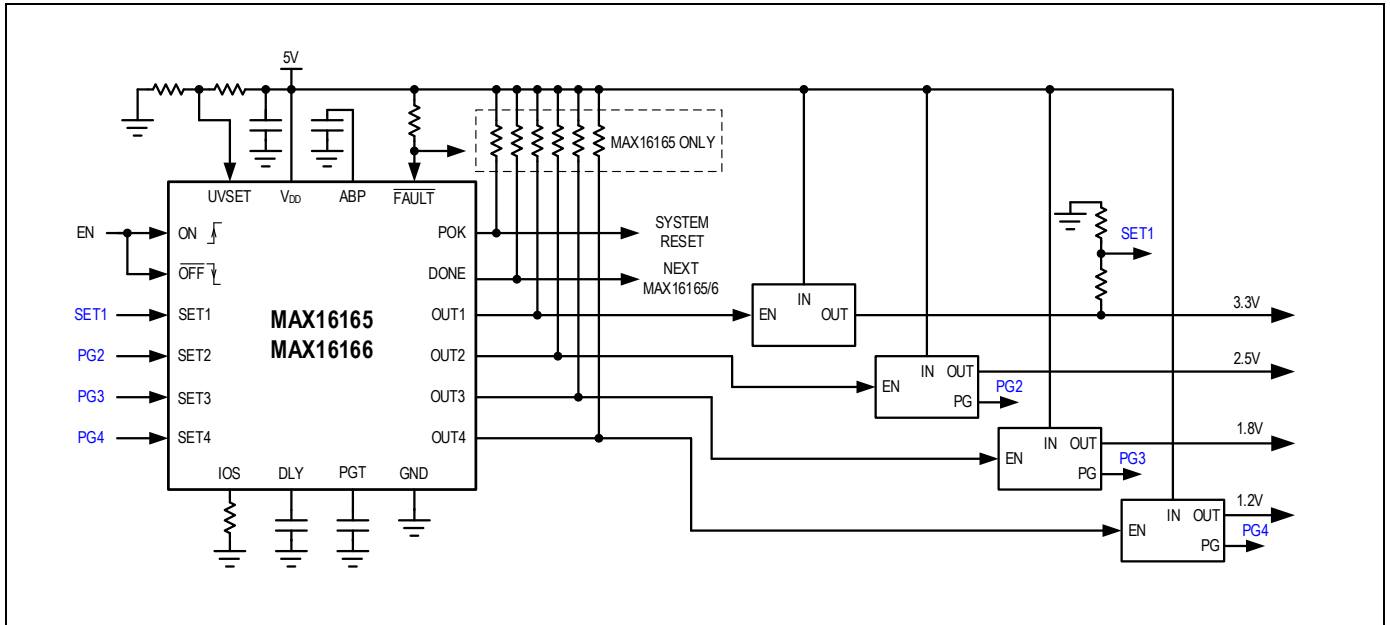 5V
MAX16165 ONLY
UVSET
VDD
ABP
FAULT
EN
ON
OFF
SET1
SET1
PG2
SET2
PG3
SET3
PG4
SET4
MAX16165
MAX16166
POK
DONE
OUT1
OUT2
OUT3
OUT4
IOS
DLY
PGT
GND
SYSTEM
RESET
NEXT
MAX16165/6
SET1
IN
EN
OUT
3.3V
IN
OUT
EN
PG
PG2
2.5V
IN
OUT
EN
PG
PG3
1.8V
IN
OUT
EN
PG
PG4
1.2V